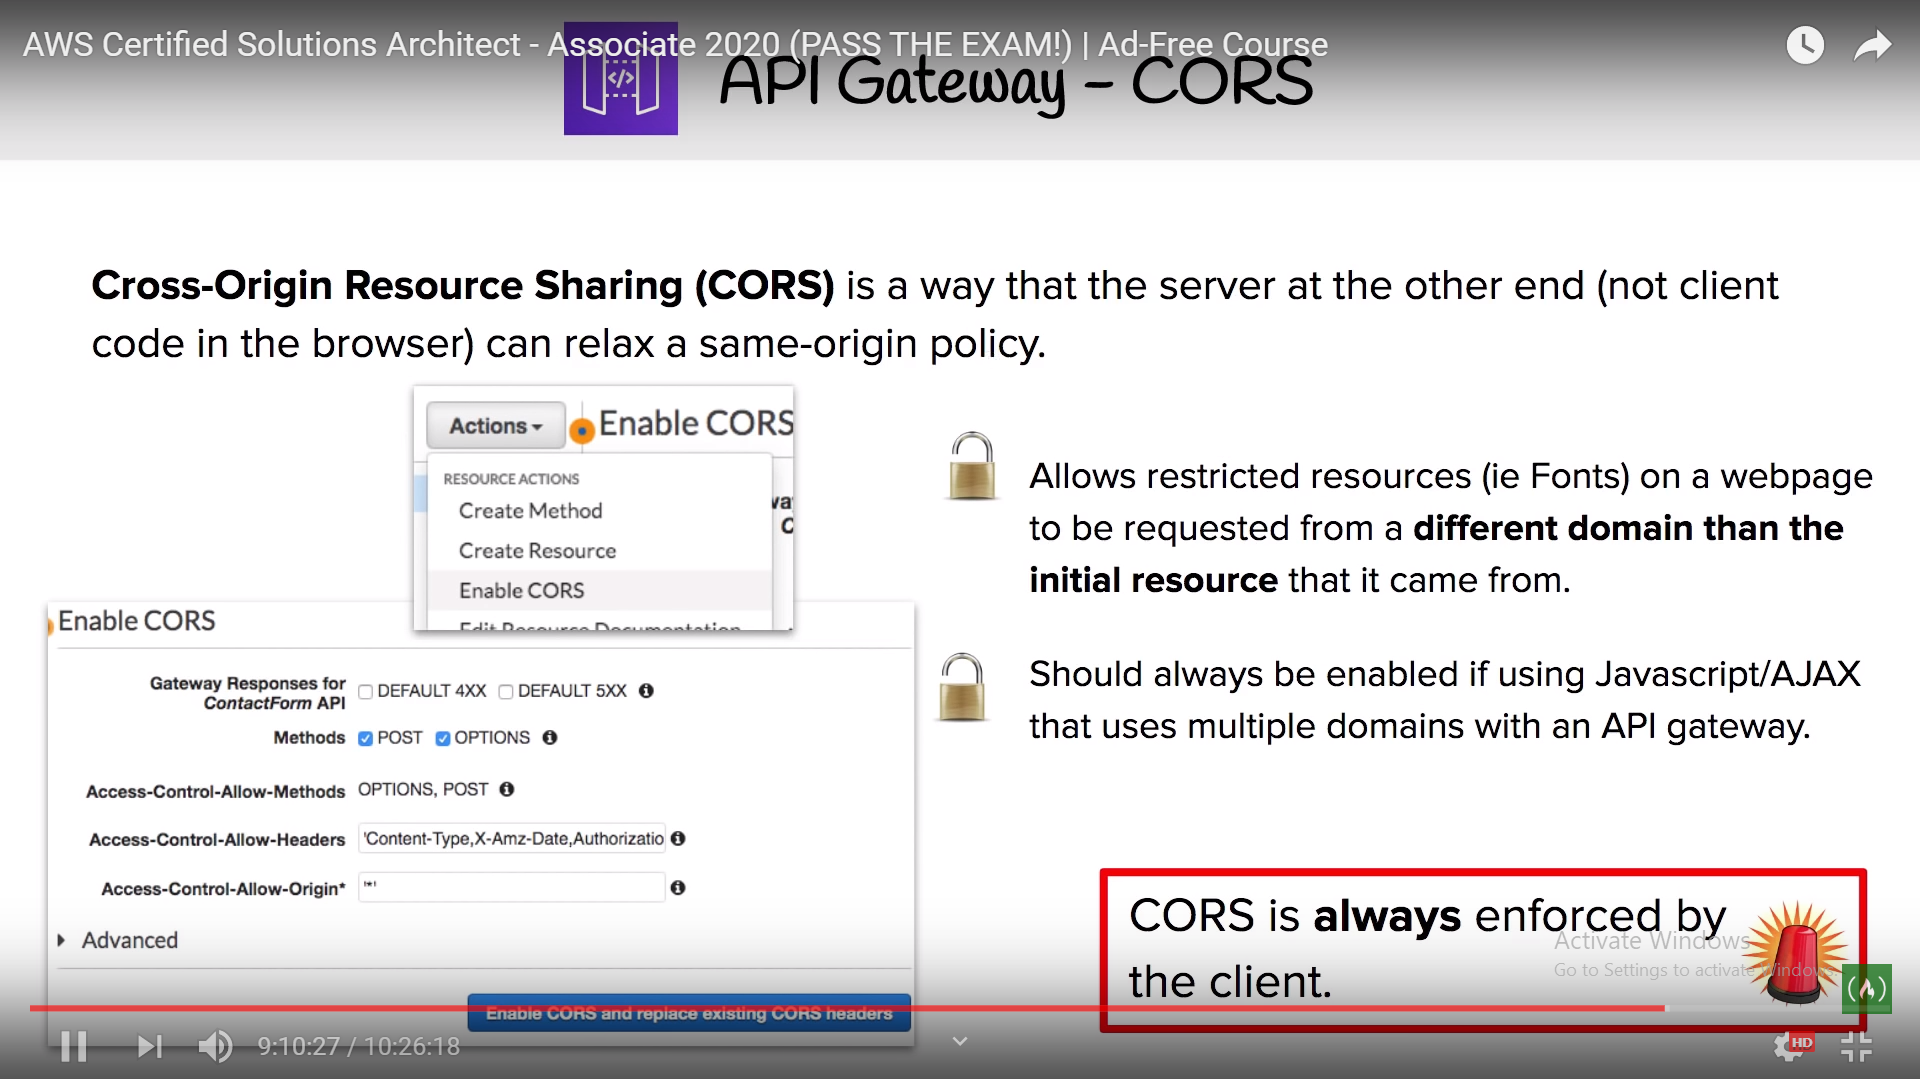 AWS Certified Solutions Architect - Associate 2020 (PASS THE EXAM!) | Ad-Free Course
</>
API Gateway – CORS
Cross-Origin Resource Sharing (CORS) is a way that the server at the other end (not client
code in the browser) can relax a same-origin policy.
Actions
Enable CORS
RESOURCE ACTIONS
Create Method
Create Resource
Enable CORS
Edit Resource Documentation
Enable CORS
Gateway Responses for
ContactForm API
DEFAULT 4XX DEFAULT 5XX
Methods POST OPTIONS
Access-Control-Allow-Methods OPTIONS, POST
Access-Control-Allow-Headers 'Content-Type,X-Amz-Date,Authorizatio
Access-Control-Allow-Origin* '*'
Advanced
Enable CORS and replace existing CORS headers
Allows restricted resources (ie Fonts) on a webpage
to be requested from a different domain than the
initial resource that it came from.
Should always be enabled if using Javascript/AJAX
that uses multiple domains with an API gateway.
CORS is always enforced by
the client.
Activate Windows
Go to Settings to activate Windows.
9:10:27 / 10:26:18
HD